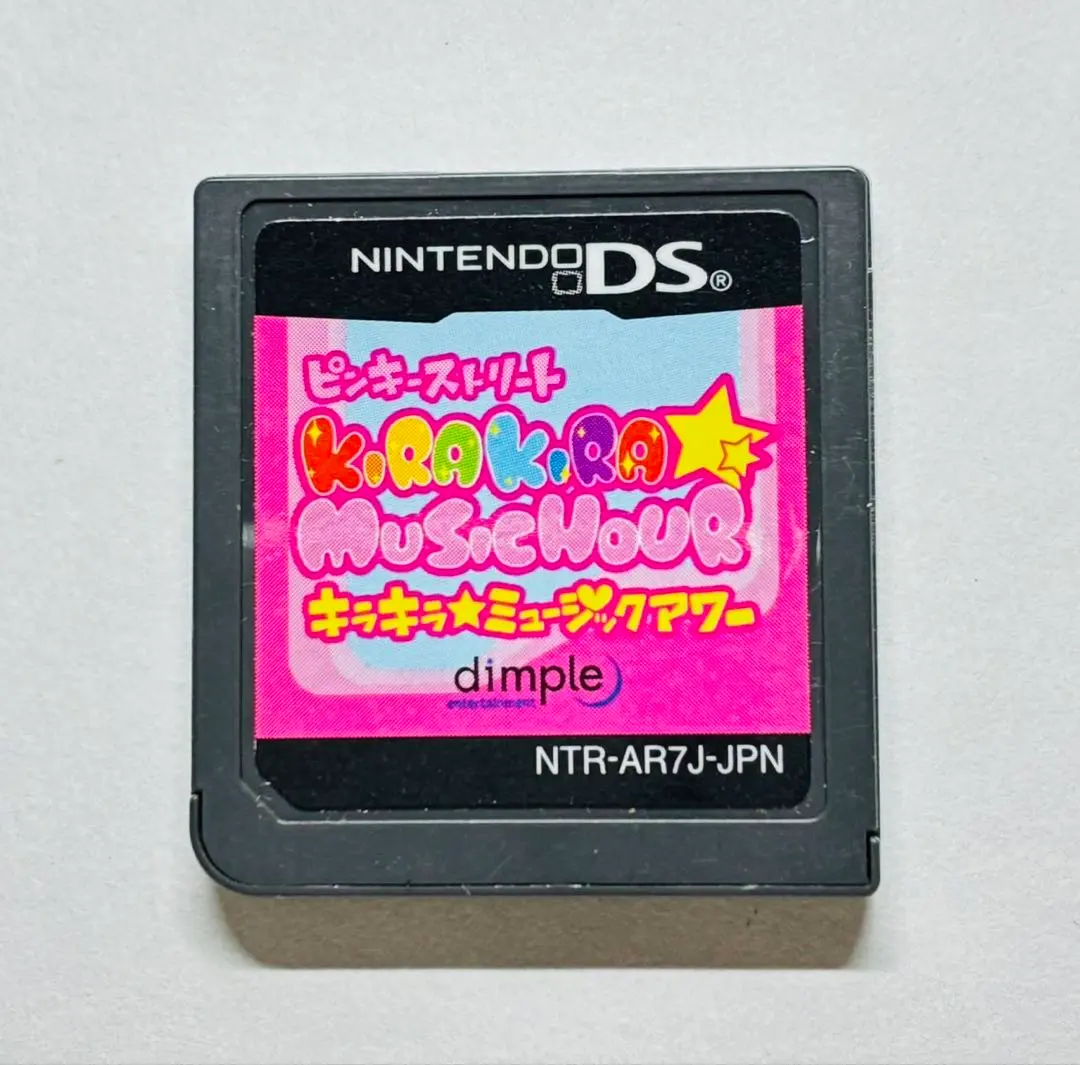 NINTENDO DS®
ピンキーストリート
KiRAKiRA★
MUSiCHOUR
キラキラ★ミュージックアワー
dimple
entertainment
NTR-AR7J-JPN